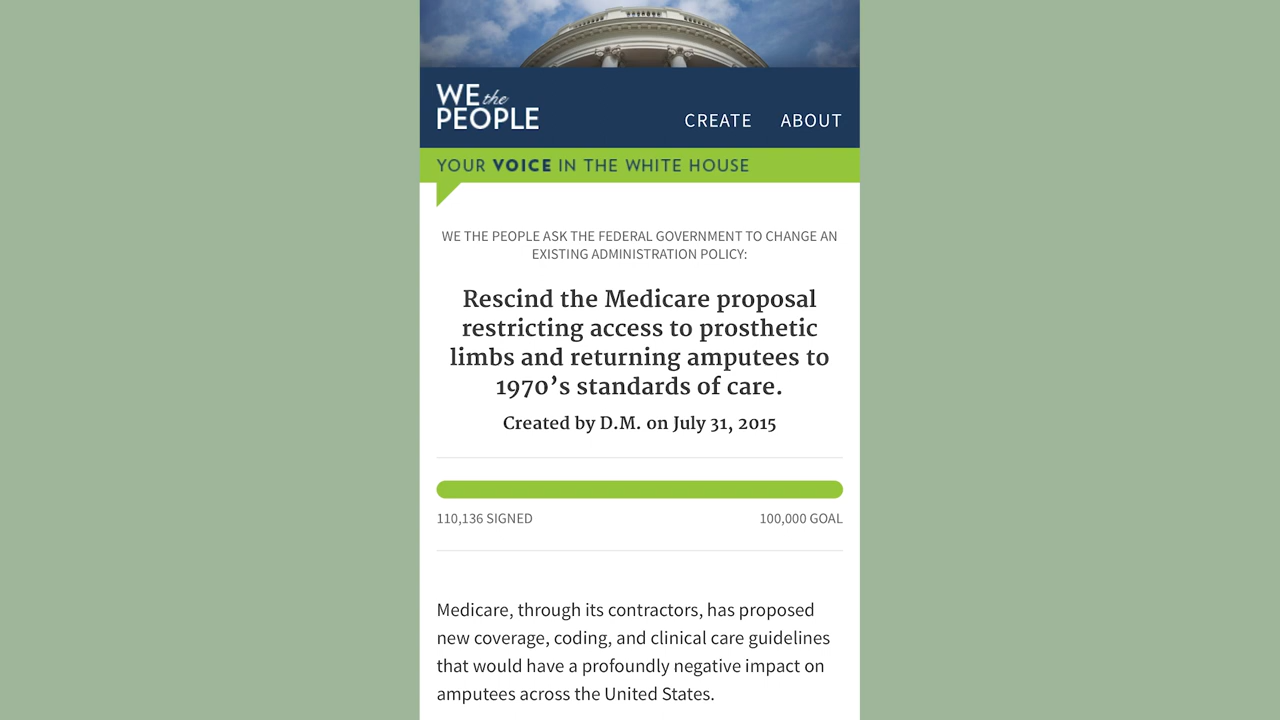 WE the
PEOPLE
CREATE ABOUT
YOUR VOICE IN THE WHITE HOUSE
WE THE PEOPLE ASK THE FEDERAL GOVERNMENT TO CHANGE AN
EXISTING ADMINISTRATION POLICY:
Rescind the Medicare proposal
restricting access to prosthetic
limbs and returning amputees to
1970’s standards of care.
Created by D.M. on July 31, 2015
110,136 SIGNED 100,000 GOAL
Medicare, through its contractors, has proposed
new coverage, coding, and clinical care guidelines
that would have a profoundly negative impact on
amputees across the United States.